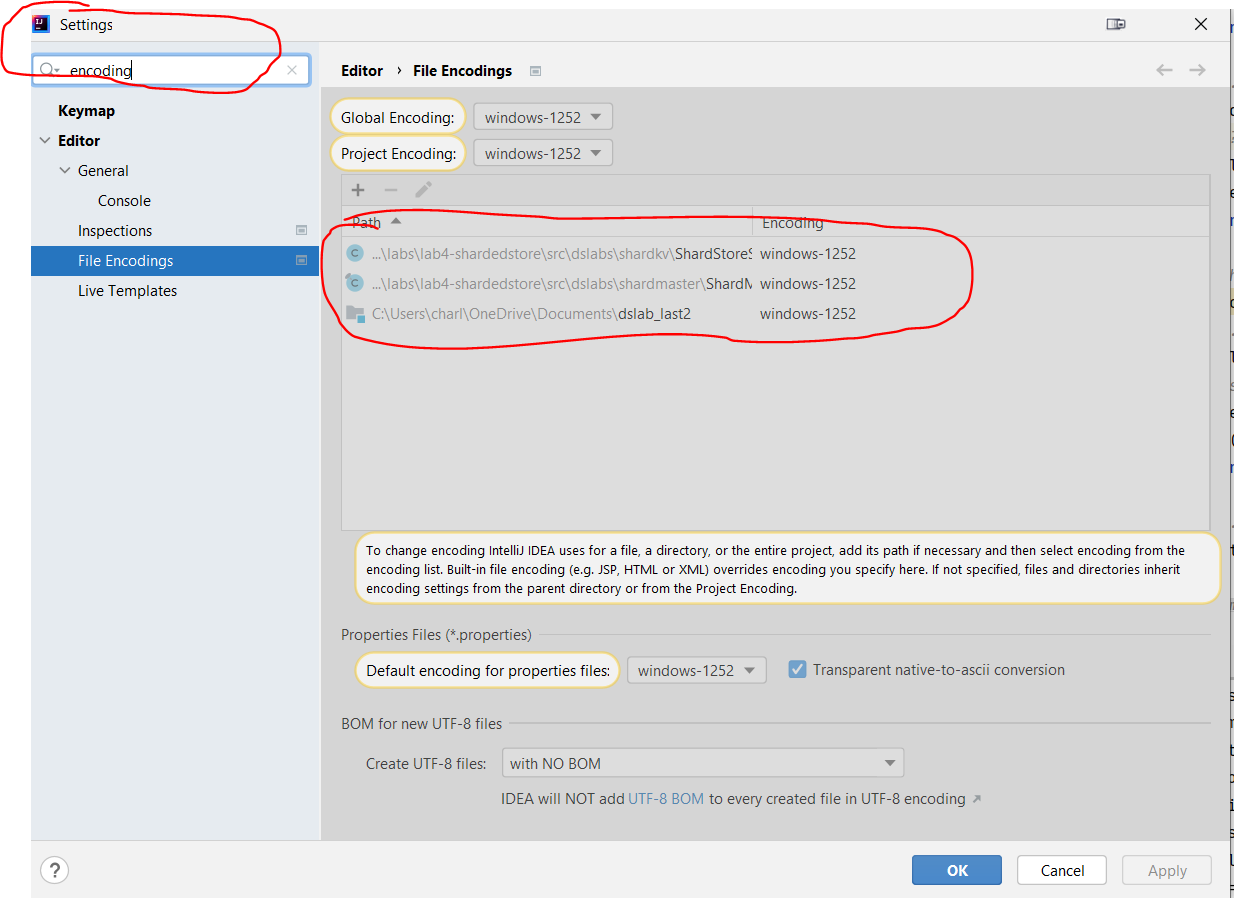 Settings
encoding
Editor › File Encodings
Keymap
Editor
General
Console
Inspections
File Encodings
Live Templates
Global Encoding: windows-1252
Project Encoding: windows-1252
Path Encoding
...\labs\lab4-shardedstore\src\dslabs\shardkv\ShardStoreS windows-1252
...\labs\lab4-shardedstore\src\dslabs\shardmaster\ShardM windows-1252
C:\Users\charl\OneDrive\Documents\dslab_last2 windows-1252
To change encoding IntelliJ IDEA uses for a file, a directory, or the entire project, add its path if necessary and then select encoding from the
encoding list. Built-in file encoding (e.g. JSP, HTML or XML) overrides encoding you specify here. If not specified, files and directories inherit
encoding settings from the parent directory or from the Project Encoding.
Properties Files (*.properties)
Default encoding for properties files: windows-1252 Transparent native-to-ascii conversion
BOM for new UTF-8 files
Create UTF-8 files: with NO BOM
IDEA will NOT add UTF-8 BOM to every created file in UTF-8 encoding ↗
? OK Cancel Apply